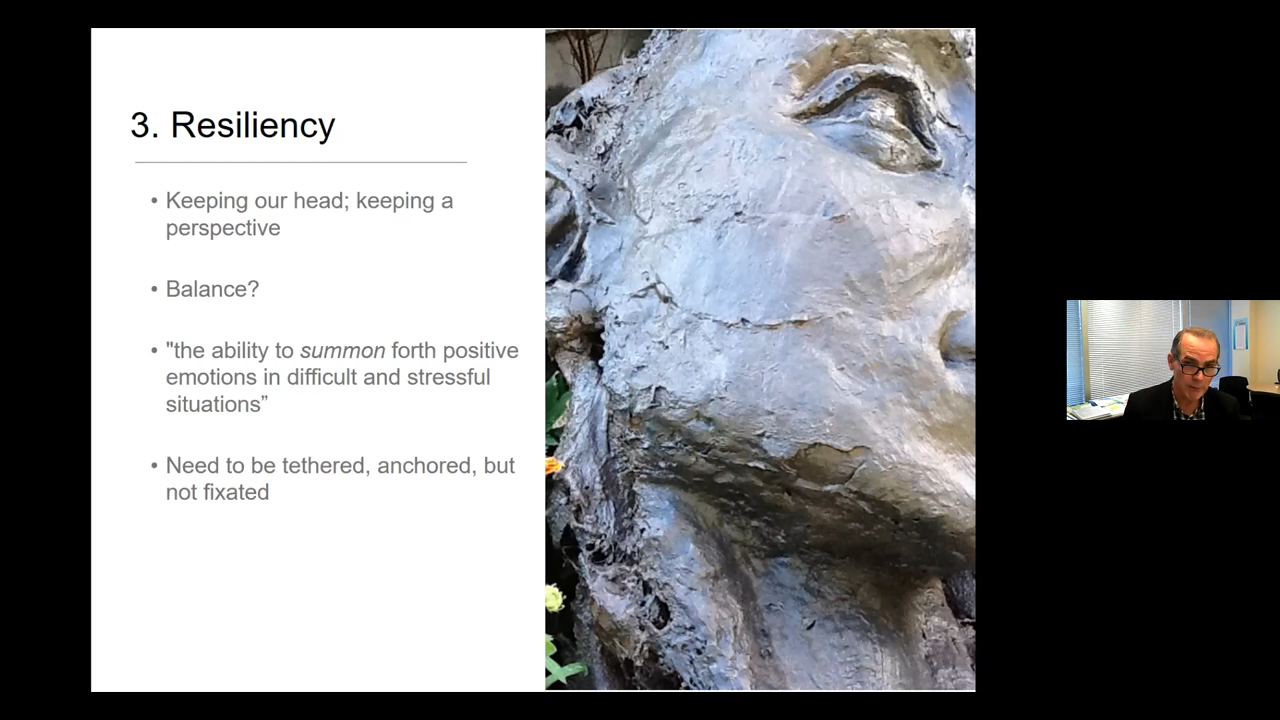 3. Resiliency
• Keeping our head; keeping a
perspective
• Balance?
• "the ability to summon forth positive
emotions in difficult and stressful
situations”
• Need to be tethered, anchored, but
not fixated